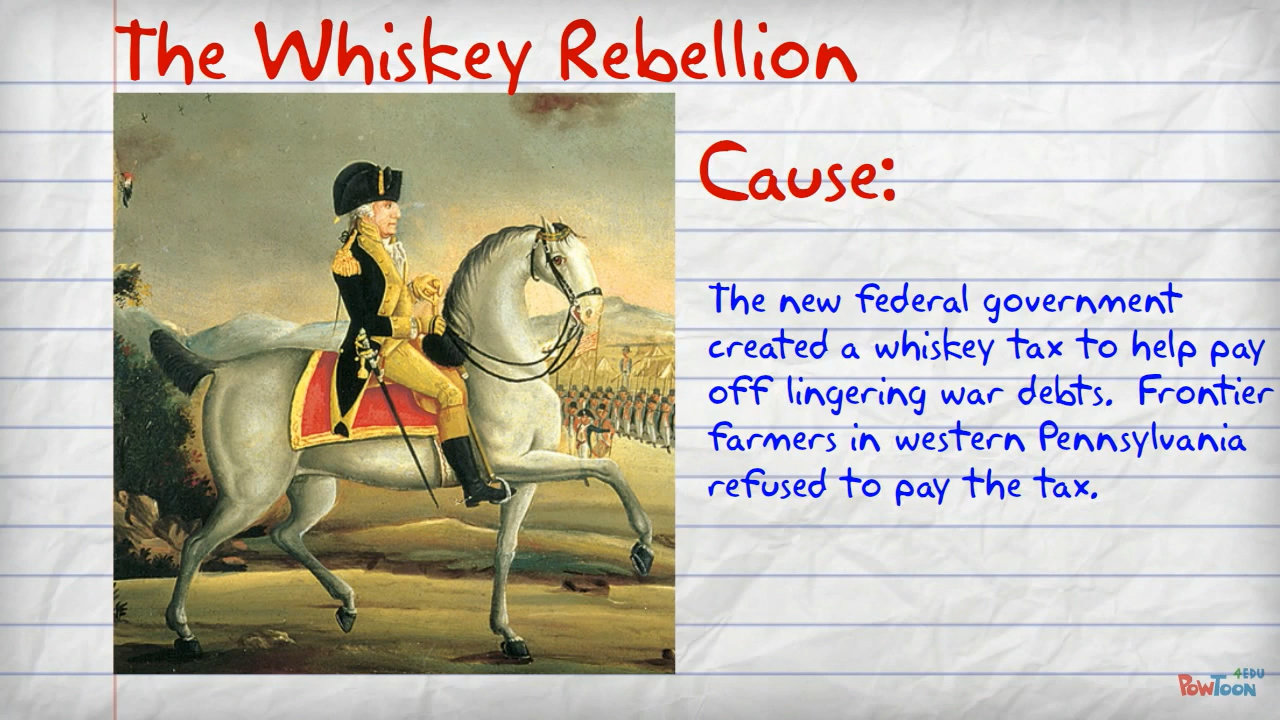 The Whiskey Rebellion
Cause:
The new federal government
created a whiskey tax to help pay
off lingering war debts. Frontier
farmers in western Pennsylvania
refused to pay the tax.
4EDU
POWTOON